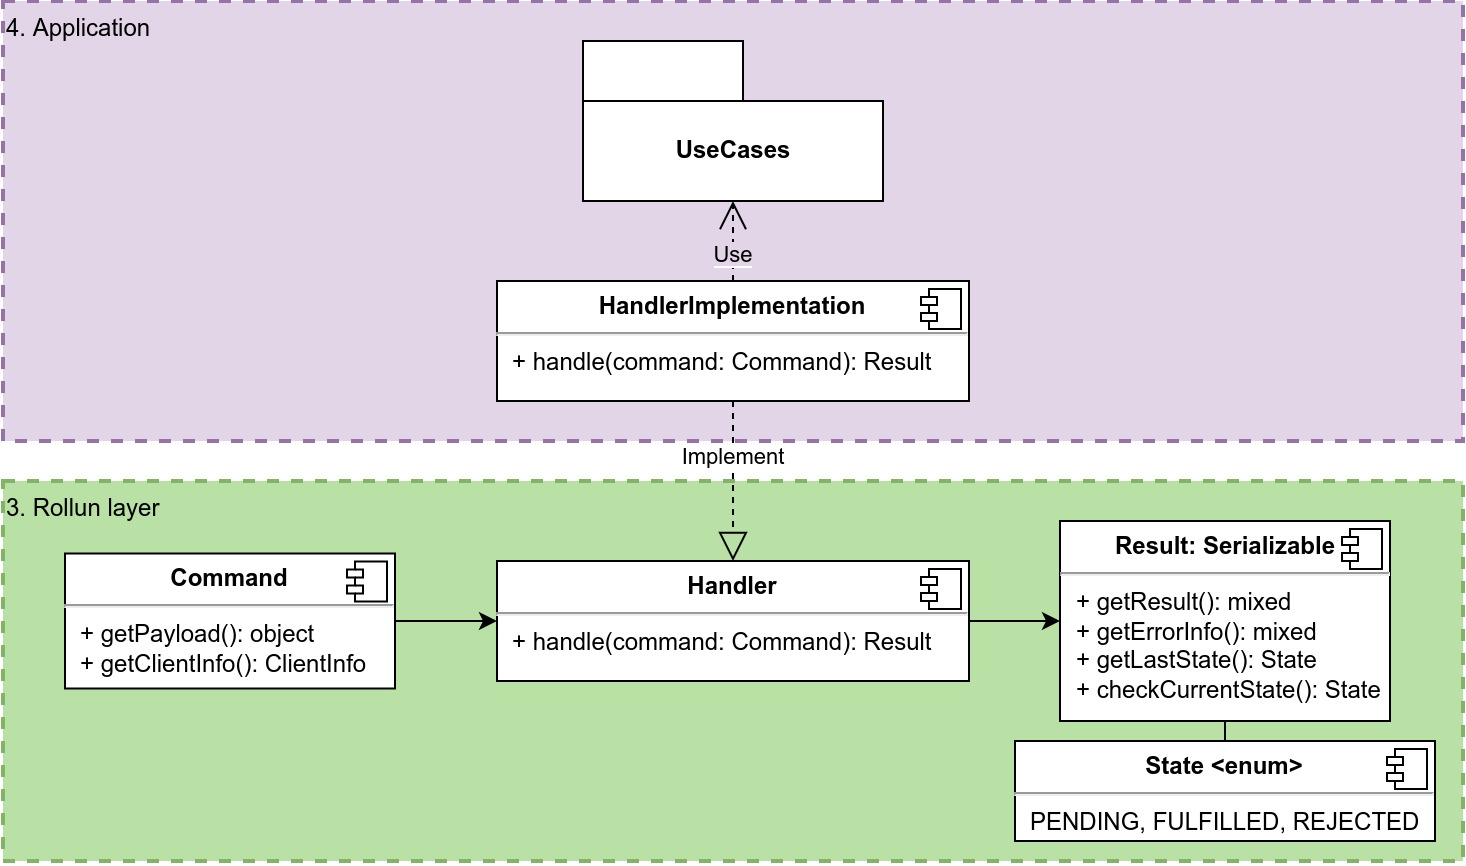 4. Application
UseCases
Use
HandlerImplementation
+ handle(command: Command): Result
Implement
3. Rollun layer
Command
+ getPayload(): object
+ getClientInfo(): ClientInfo
Handler
+ handle(command: Command): Result
Result: Serializable
+ getResult(): mixed
+ getErrorInfo(): mixed
+ getLastState(): State
+ checkCurrentState(): State
State <enum>
PENDING, FULFILLED, REJECTED